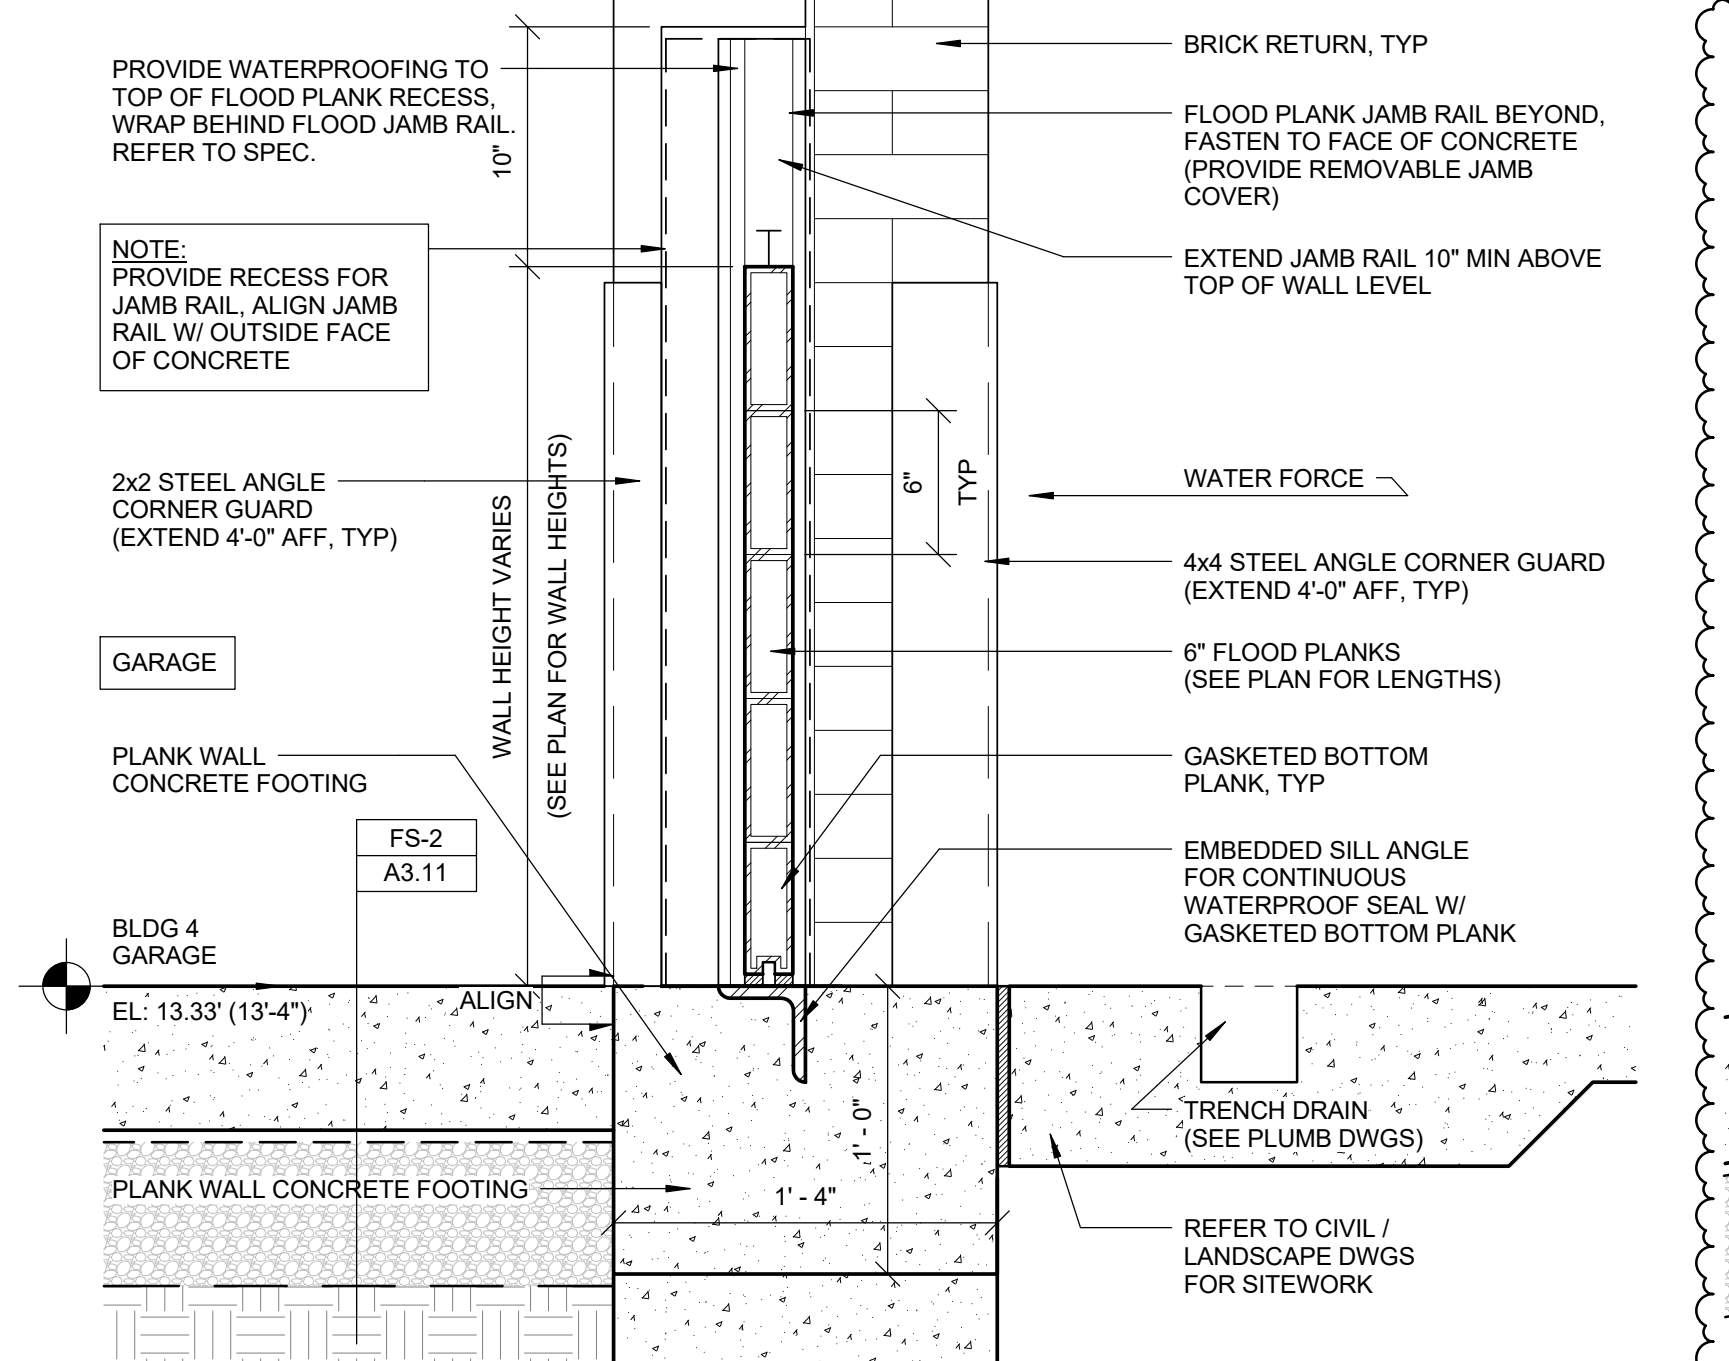 PROVIDE WATERPROOFING TO
TOP OF FLOOD PLANK RECESS,
WRAP BEHIND FLOOD JAMB RAIL.
REFER TO SPEC.
10"
NOTE:
PROVIDE RECESS FOR
JAMB RAIL, ALIGN JAMB
RAIL W/ OUTSIDE FACE
OF CONCRETE
2x2 STEEL ANGLE
CORNER GUARD
(EXTEND 4'-0" AFF, TYP)
WALL HEIGHT VARIES
(SEE PLAN FOR WALL HEIGHTS)
GARAGE
PLANK WALL
CONCRETE FOOTING
FS-2
A3.11
BLDG 4
GARAGE
EL: 13.33' (13'-4")
ALIGN
PLANK WALL CONCRETE FOOTING
1' - 4"
1' - 0"
6"
TYP
BRICK RETURN, TYP
FLOOD PLANK JAMB RAIL BEYOND,
FASTEN TO FACE OF CONCRETE
(PROVIDE REMOVABLE JAMB
COVER)
EXTEND JAMB RAIL 10" MIN ABOVE
TOP OF WALL LEVEL
WATER FORCE
4x4 STEEL ANGLE CORNER GUARD
(EXTEND 4'-0" AFF, TYP)
6" FLOOD PLANKS
(SEE PLAN FOR LENGTHS)
GASKETED BOTTOM
PLANK, TYP
EMBEDDED SILL ANGLE
FOR CONTINUOUS
WATERPROOF SEAL W/
GASKETED BOTTOM PLANK
TRENCH DRAIN
(SEE PLUMB DWGS)
REFER TO CIVIL /
LANDSCAPE DWGS
FOR SITEWORK